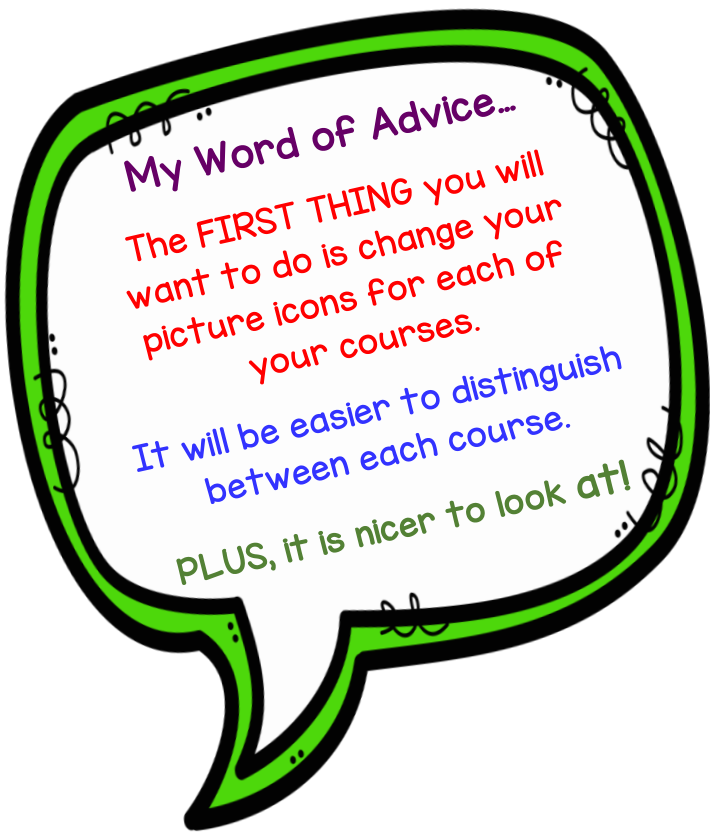 My Word of Advice...
The FIRST THING you will
want to do is change your
picture icons for each of
your courses.
It will be easier to distinguish
between each course.
PLUS, it is nicer to look at!